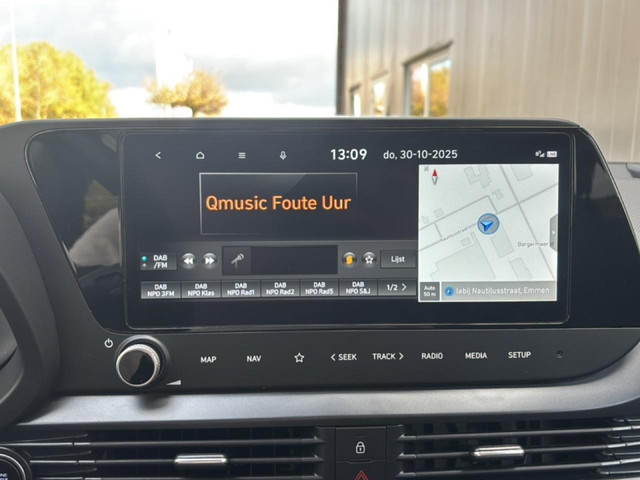 13:09 do, 30-10-2025
Qmusic Foute Uur
DAB
/FM
Lijst
DAB
NPO 3FM
DAB
NPO Klas
DAB
NPO Rad1
DAB
NPO Rad2
DAB
NPO Rad5
DAB
NPO S&J
1/2
Bargermeer
Auto
50 m
labij Nautilusstraat, Emmen
MAP NAV SEEK TRACK RADIO MEDIA SETUP